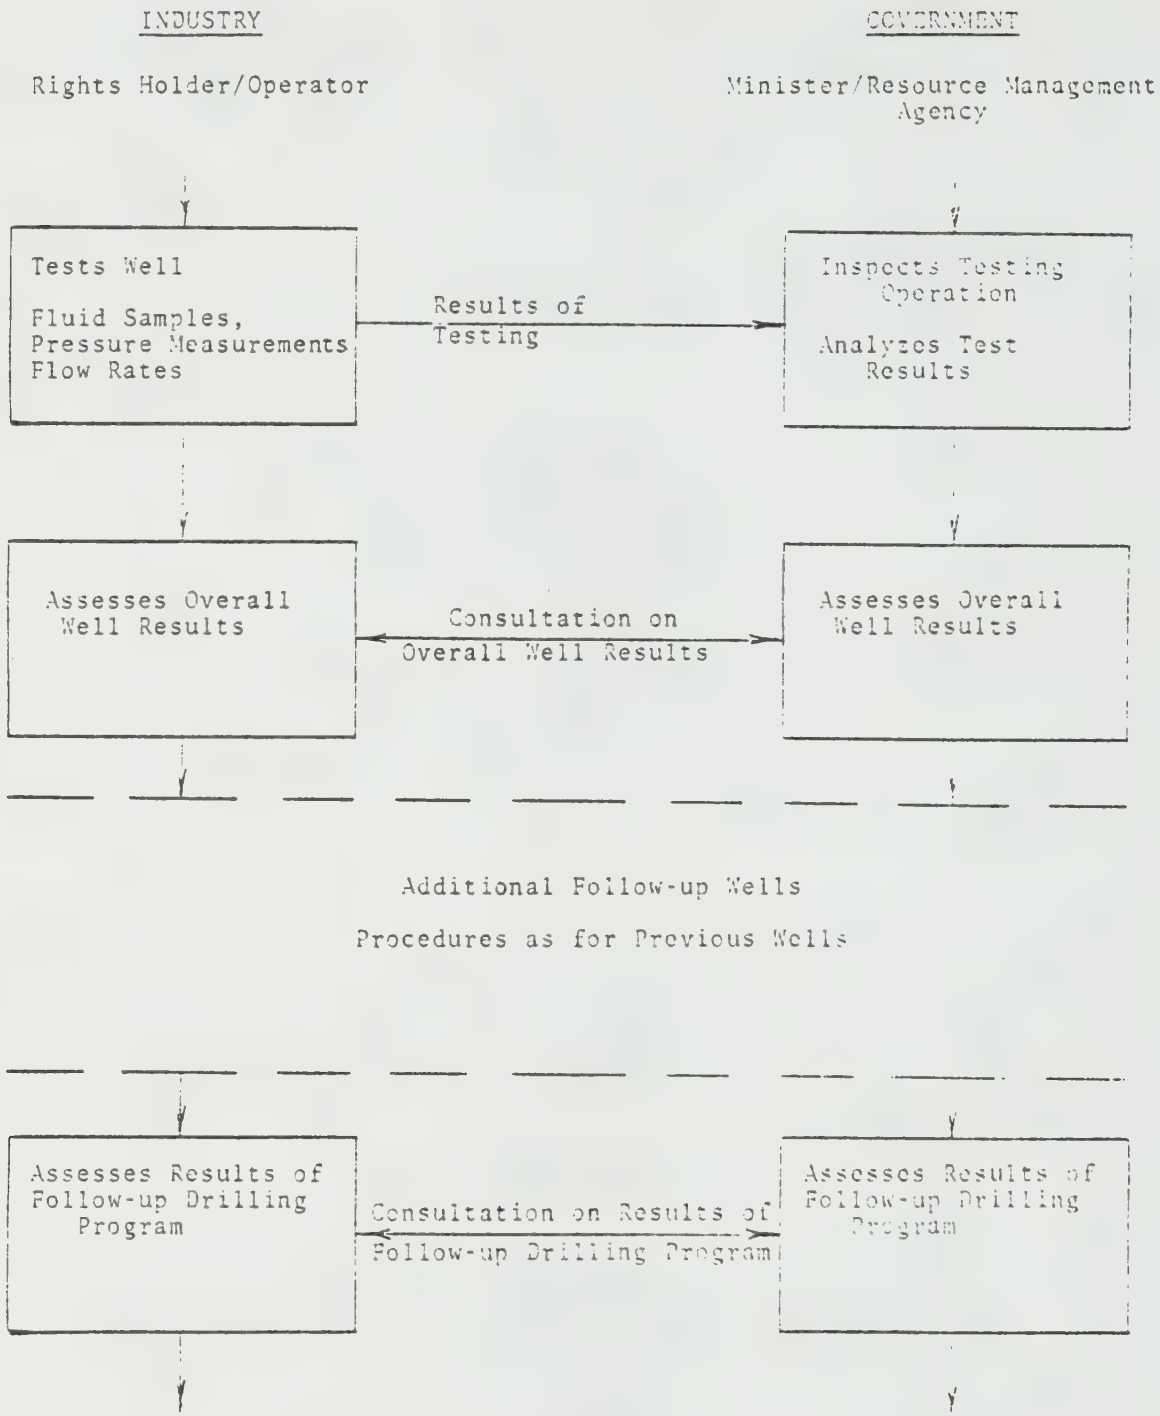 INDUSTRY
GOVERNMENT
Rights Holder/Operator
Minister/Resource Management
Agency
Tests Well
Fluid Samples,
Pressure Measurements
Flow Rates
Results of
Testing
Inspects Testing
Operation
Analyzes Test
Results
Assesses Overall
Well Results
Consultation on
Overall Well Results
Assesses Overall
Well Results
Additional Follow-up Wells
Procedures as for Previous Wells
Assesses Results of
Follow-up Drilling
Program
Consultation on Results of
Follow-up Drilling Program
Assesses Results of
Follow-up Drilling
Program